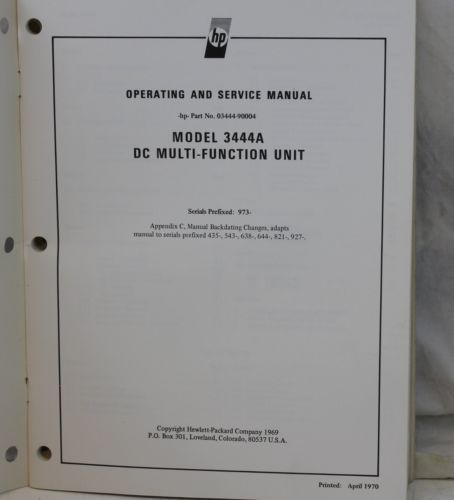 hp
OPERATING AND SERVICE MANUAL
-hp- Part No. 03444-90004
MODEL 3444A
DC MULTI-FUNCTION UNIT
Serials Prefixed: 973-
Appendix C, Manual Backdating Changes, adapts
manual to serials prefixed 435-, 543-, 638-, 644-, 821-, 927-.
Copyright Hewlett-Packard Company 1969
P.O. Box 301, Loveland, Colorado, 80537 U.S.A.
Printed: April 1970